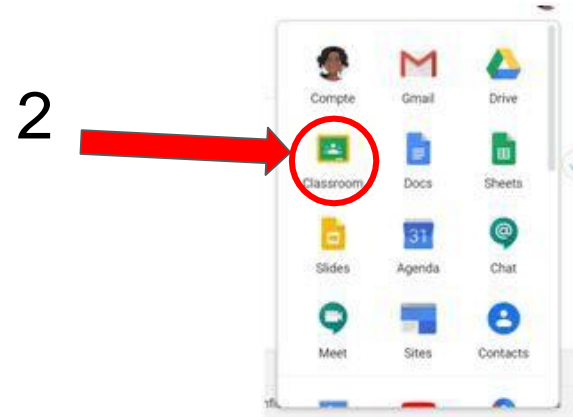 2
Compte Gmail Drive
Classroom Docs Sheets
31
Slides Agenda Chat
Meet Sites Contacts